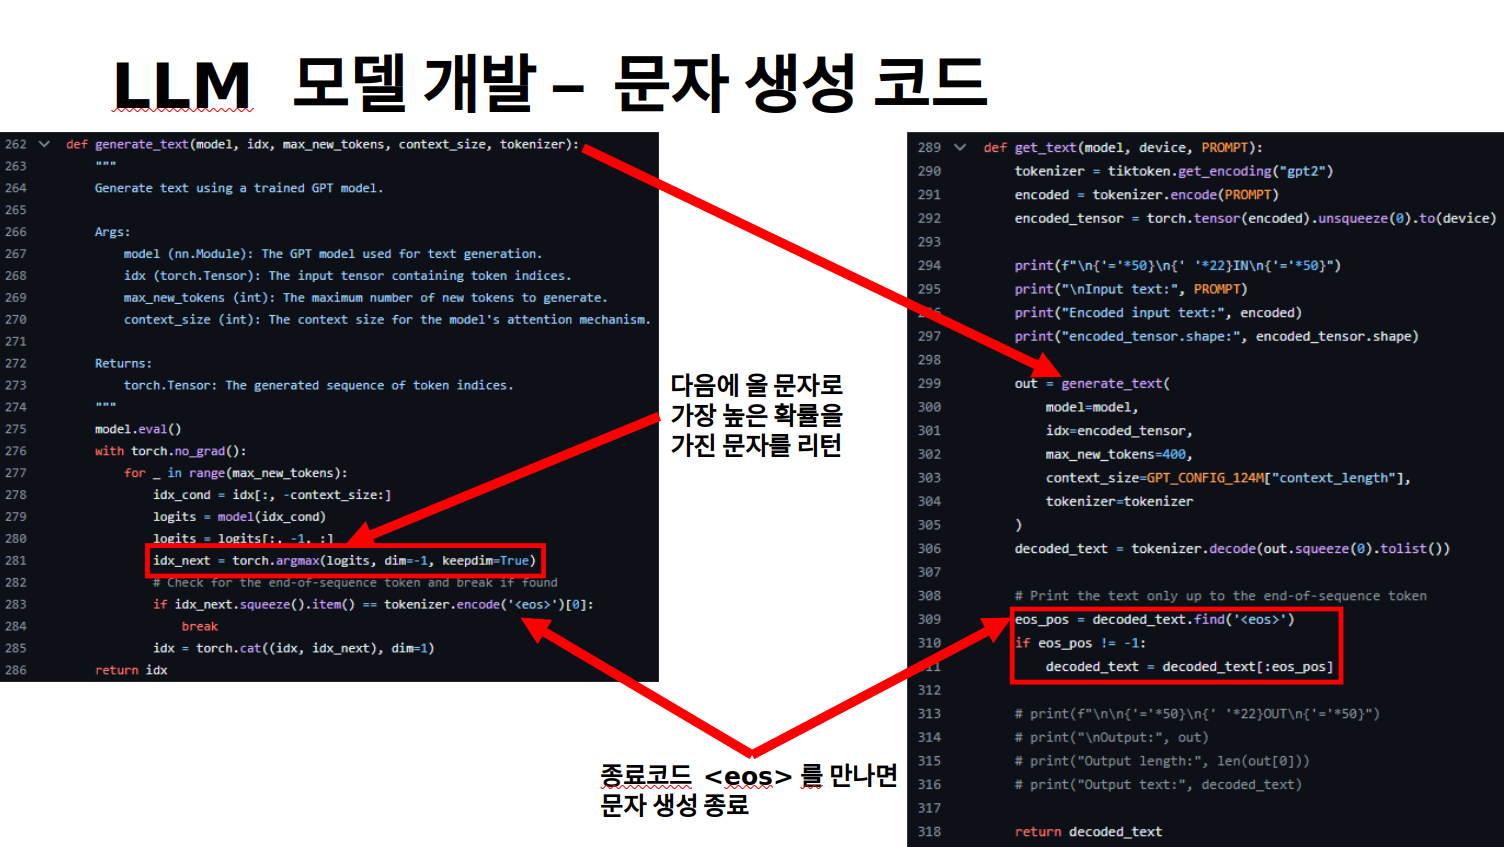 LLM 모델 개발 – 문자 생성 코드
262 def generate_text(model, idx, max_new_tokens, context_size, tokenizer):
263 """
264 Generate text using a trained GPT model.
265
266 Args:
267 model (nn.Module): The GPT model used for text generation.
268 idx (torch.Tensor): The input tensor containing token indices.
269 max_new_tokens (int): The maximum number of new tokens to generate.
270 context_size (int): The context size for the model's attention mechanism.
271
272 Returns:
273 torch.Tensor: The generated sequence of token indices.
274 """
275 model.eval()
276 with torch.no_grad():
277 for _ in range(max_new_tokens):
278 idx_cond = idx[:, -context_size:]
279 logits = model(idx_cond)
280 logits = logits[:, -1, :]
281 idx_next = torch.argmax(logits, dim=-1, keepdim=True)
282 # Check for the end-of-sequence token and break if found
283 if idx_next.squeeze().item() == tokenizer.encode('<eos>')[0]:
284 break
285 idx = torch.cat((idx, idx_next), dim=1)
286 return idx
다음에 올 문자로
가장 높은 확률을
가진 문자를 리턴
종료코드 <eos> 를 만나면
문자 생성 종료
289 def get_text(model, device, PROMPT):
290 tokenizer = tiktoken.get_encoding("gpt2")
291 encoded = tokenizer.encode(PROMPT)
292 encoded_tensor = torch.tensor(encoded).unsqueeze(0).to(device)
293
294 print(f"\n{'='*50}\n{' '*22}IN\n{'='*50}")
295 print("\nInput text:", PROMPT)
296 print("Encoded input text:", encoded)
297 print("encoded_tensor.shape:", encoded_tensor.shape)
298
299 out = generate_text(
300 model=model,
301 idx=encoded_tensor,
302 max_new_tokens=400,
303 context_size=GPT_CONFIG_124M["context_length"],
304 tokenizer=tokenizer
305 )
306 decoded_text = tokenizer.decode(out.squeeze(0).tolist())
307
308 # Print the text only up to the end-of-sequence token
309 eos_pos = decoded_text.find('<eos>')
310 if eos_pos != -1:
311 decoded_text = decoded_text[:eos_pos]
312
313 # print(f"\n\n{'='*50}\n{' '*22}OUT\n{'='*50}")
314 # print("\nOutput:", out)
315 # print("Output length:", len(out[0]))
316 # print("Output text:", decoded_text)
317
318 return decoded_text